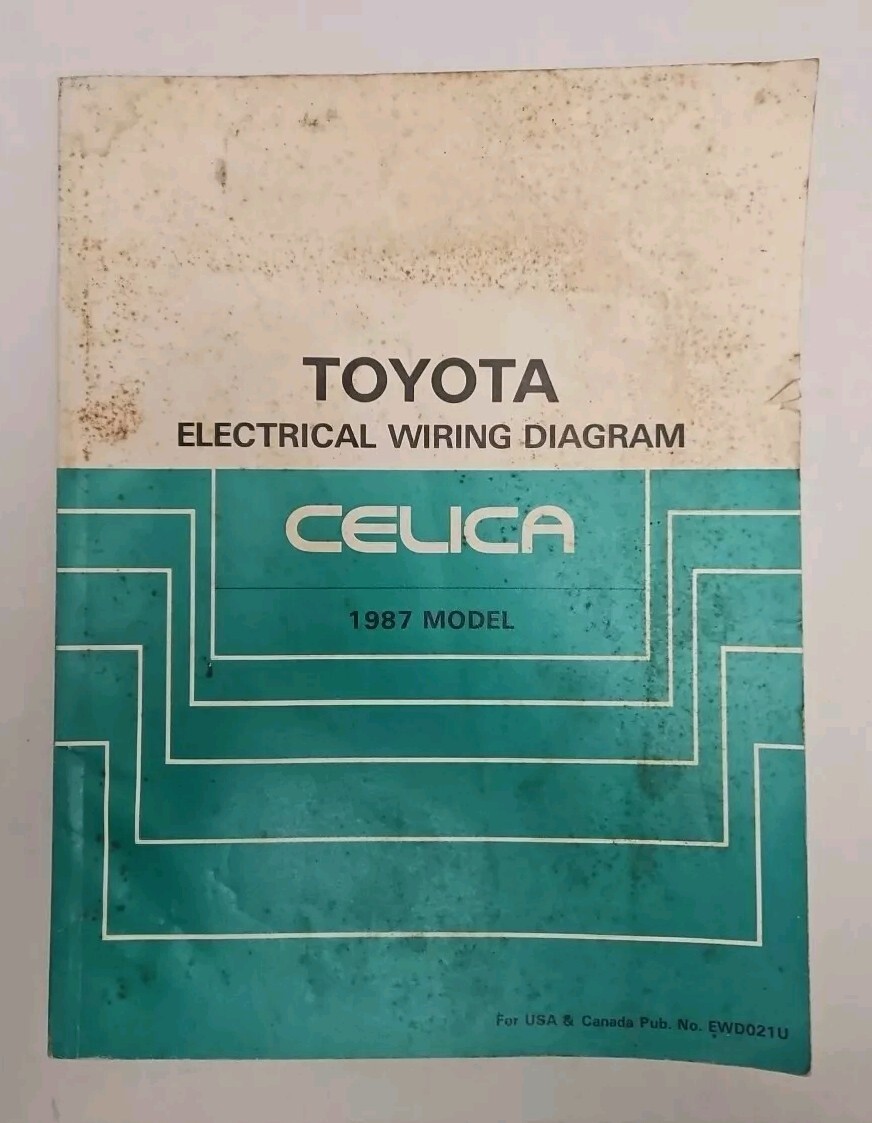 TOYOTA
ELECTRICAL WIRING DIAGRAM
CELICA
1987 MODEL
For USA & Canada Pub. No. EWD021U